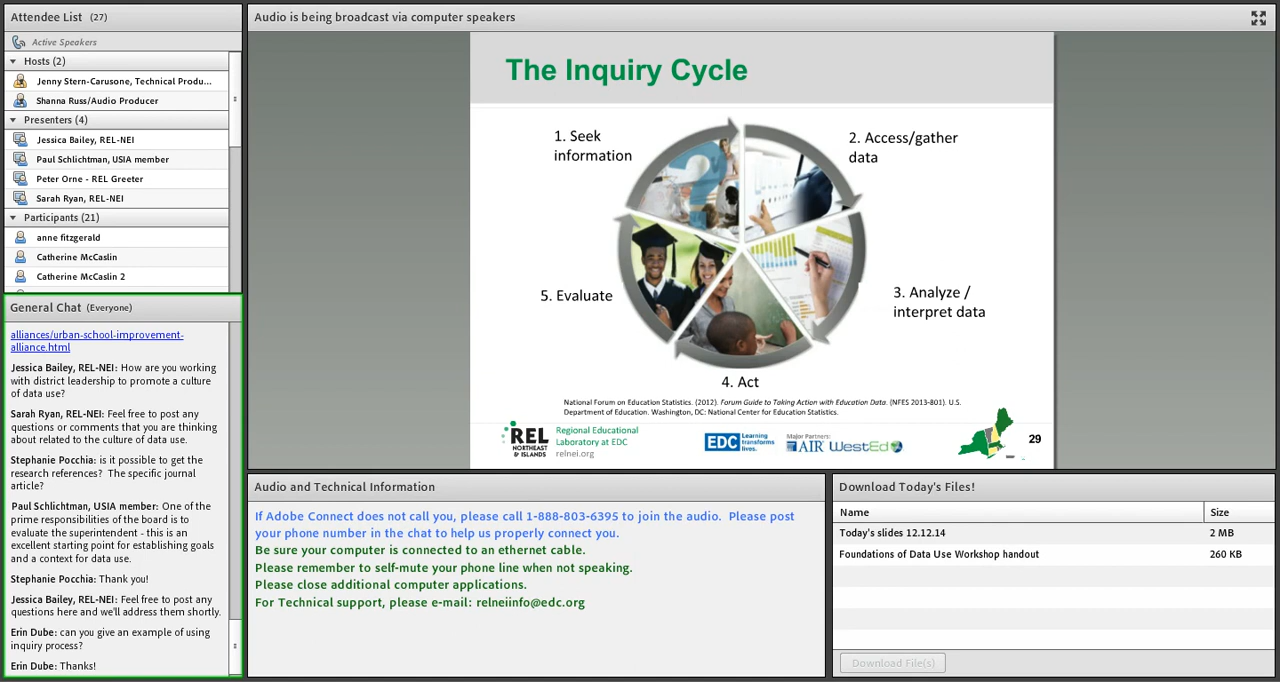 Attendee List (27)
Active Speakers
Hosts (2)
Jenny Stern-Carusone, Technical Produ...
Shanna Russ/Audio Producer
Presenters (4)
Jessica Bailey, REL-NEI
Paul Schlichtman, USIA member
Peter Orne - REL Greeter
Sarah Ryan, REL-NEI
Participants (21)
anne fitzgerald
Catherine McCaslin
Catherine McCaslin 2
General Chat (Everyone)
alliances/urban-school-improvement-
alliance.html
Jessica Bailey, REL-NEI: How are you working
with district leadership to promote a culture
of data use?
Sarah Ryan, REL-NEI: Feel free to post any
questions or comments that you are thinking
about related to the culture of data use.
Stephanie Pocchia: is it possible to get the
research references? The specific journal
article?
Paul Schlichtman, USIA member: One of the
prime responsibilities of the board is to
evaluate the superintendent - this is an
excellent starting point for establishing goals
and a context for data use.
Stephanie Pocchia: Thank you!
Jessica Bailey, REL-NEI: Feel free to post any
questions here and we'll address them shortly.
Erin Dube: can you give an example of using
inquiry process?
Erin Dube: Thanks!
Audio is being broadcast via computer speakers
The Inquiry Cycle
1. Seek
information
2. Access/gather
data
3. Analyze /
interpret data
4. Act
5. Evaluate
National Forum on Education Statistics. (2012). Forum Guide to Taking Action with Education Data. (NFES 2013-801). U.S.
Department of Education. Washington, DC: National Center for Education Statistics.
REL
NORTHEAST
& ISLANDS
Regional Educational
Laboratory at EDC
relnei.org
EDC Learning
transforms
lives.
Major Partners:
AIR WestEd
29
Audio and Technical Information
If Adobe Connect does not call you, please call 1-888-803-6395 to join the audio. Please post
your phone number in the chat to help us properly connect you.
Be sure your computer is connected to an ethernet cable.
Please remember to self-mute your phone line when not speaking.
Please close additional computer applications.
For Technical support, please e-mail: relneiinfo@edc.org
Download Today's Files!
Name Size
Today's slides 12.12.14 2 MB
Foundations of Data Use Workshop handout 260 KB
Download File(s)